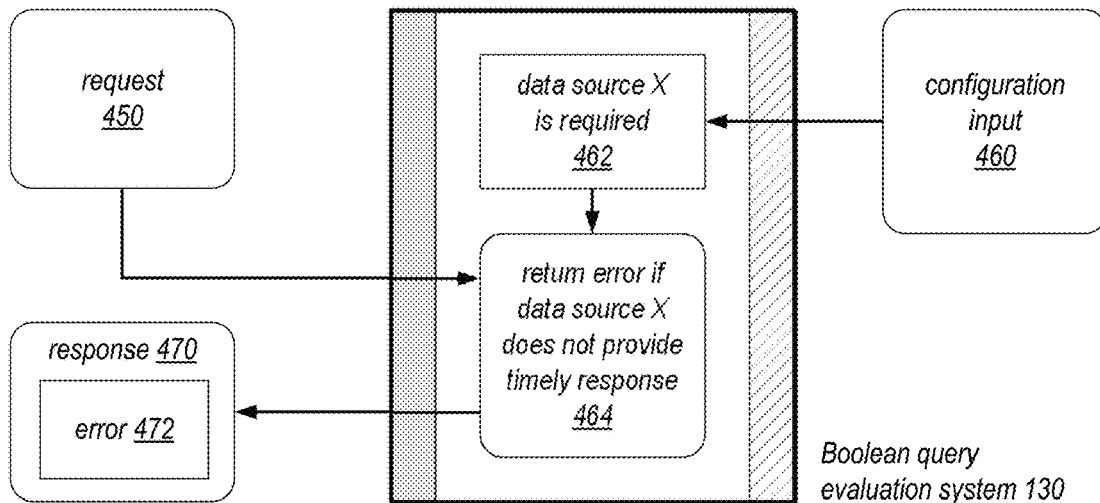 request
450
data source X
is required
462
configuration
input
460
return error if
data source X
does not provide
timely response
464
response 470
error 472
Boolean query
evaluation system 130